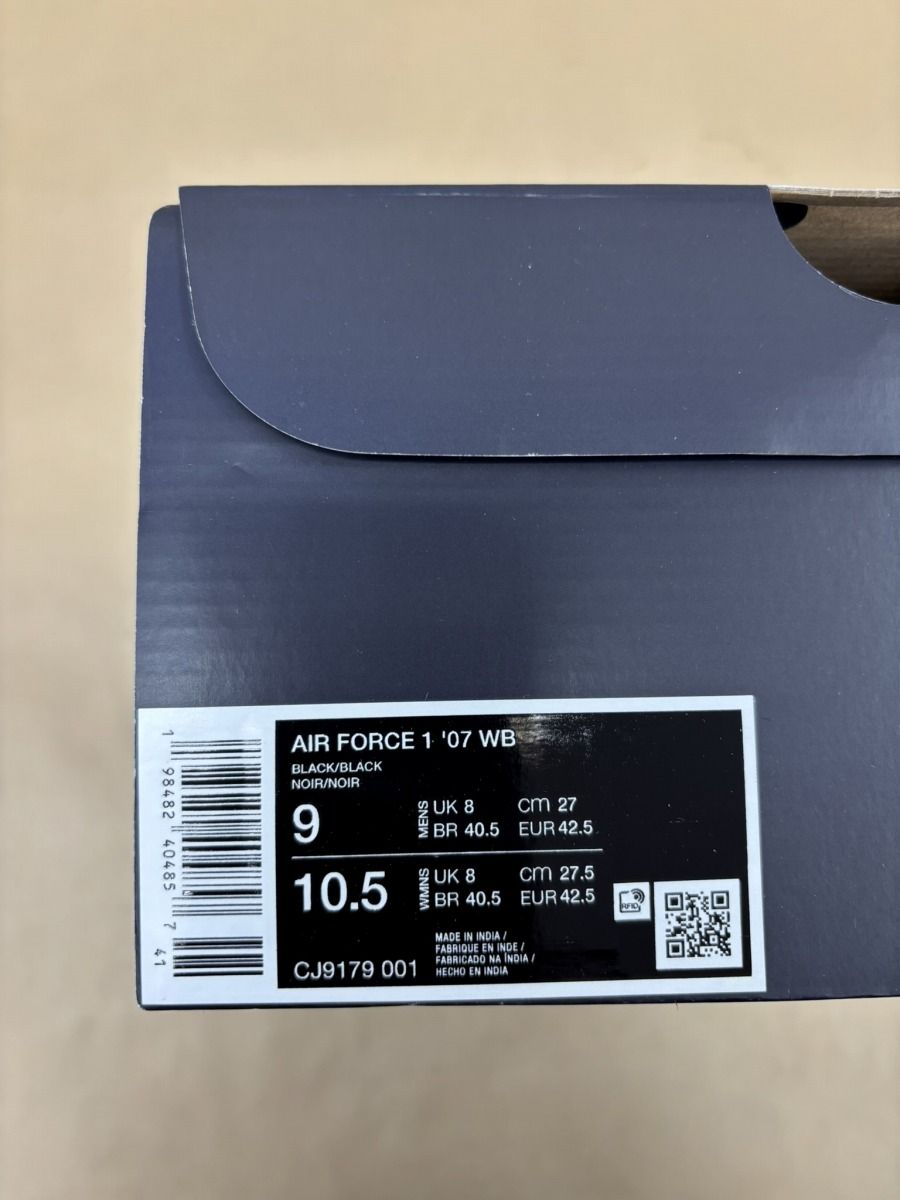 AIR FORCE 1 '07 WB
BLACK/BLACK
NOIR/NOIR
9
MENS
UK 8
cm 27
BR 40.5
EUR 42.5
10.5
WMNS
UK 8
cm 27.5
BR 40.5
EUR 42.5
CJ9179 001
MADE IN INDIA /
FABRIQUE EN INDE /
FABRICADO NA ÍNDIA /
HECHO EN INDIA
RFID
1 98482 40485 7 41